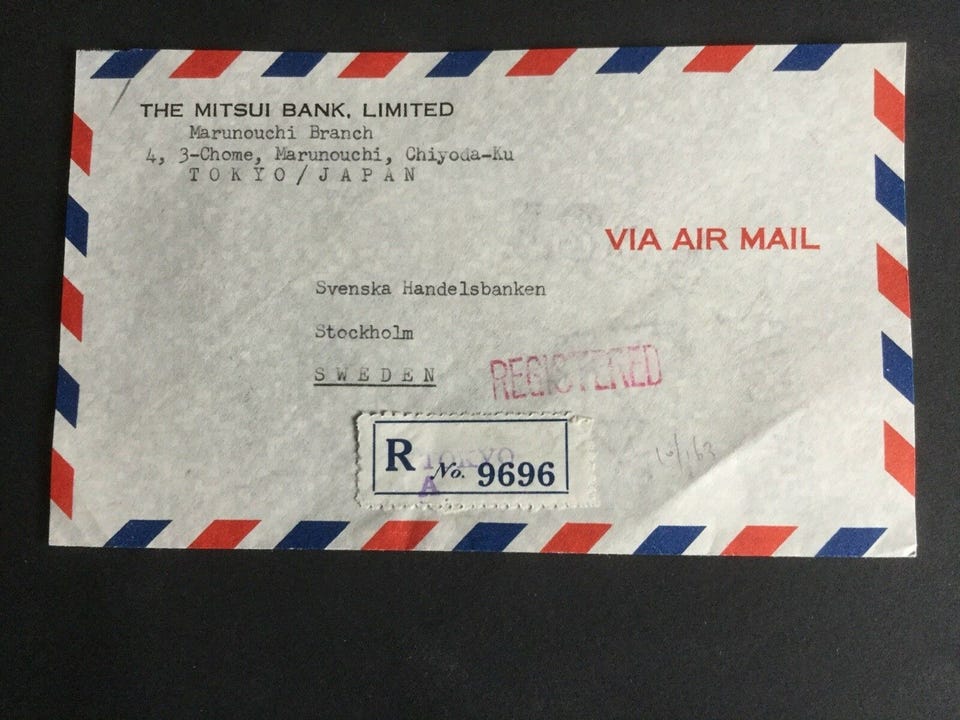 THE MITSUI BANK, LIMITED
Marunouchi Branch
4, 3-Chome, Marunouchi, Chiyoda-Ku
TOKYO/JAPAN
VIA AIR MAIL
Svenska Handelsbanken
Stockholm
SWEDEN
REGISTERED
R No. 9696
TOKYO
A